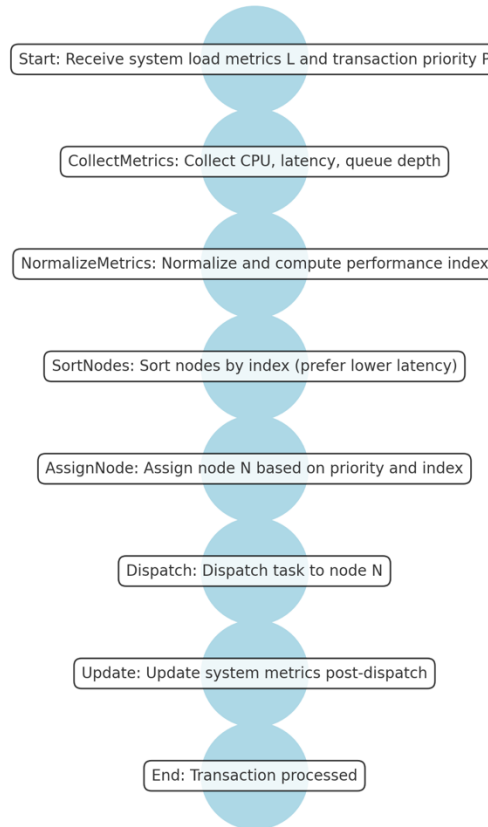 Start: Receive system load metrics L and transaction priority P
CollectMetrics: Collect CPU, latency, queue depth
NormalizeMetrics: Normalize and compute performance index
SortNodes: Sort nodes by index (prefer lower latency)
AssignNode: Assign node N based on priority and index
Dispatch: Dispatch task to node N
Update: Update system metrics post-dispatch
End: Transaction processed